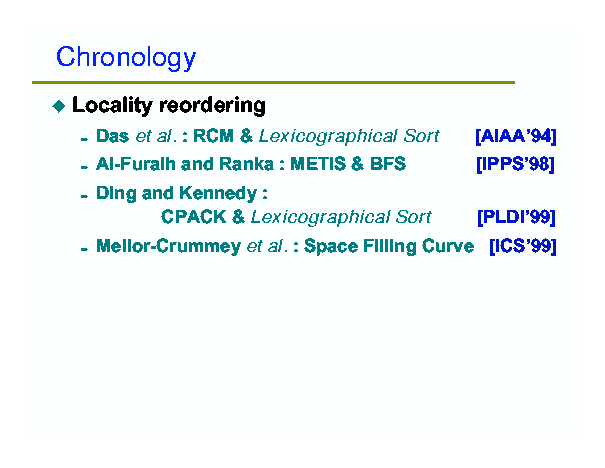 Chronology
◆ Locality reordering
- Das et al. : RCM & Lexicographical Sort [AIAA'94]
- Al-Furaih and Ranka : METIS & BFS [IPPS'98]
- Ding and Kennedy :
CPACK & Lexicographical Sort [PLDI'99]
- Mellor-Crummey et al. : Space Filling Curve [ICS'99]